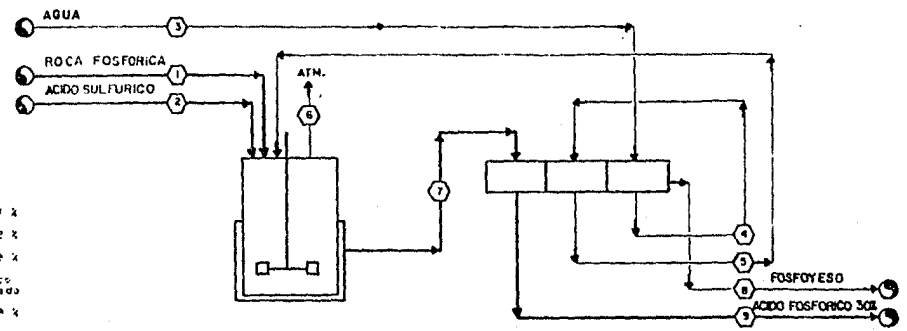 AGUA
3
ROCA FOSFORICA
1
ATM.
ACIDO SULFURICO
2
6
7
4
5
FOSFOYESO
8
ACIDO FOSFORICO 30%
9